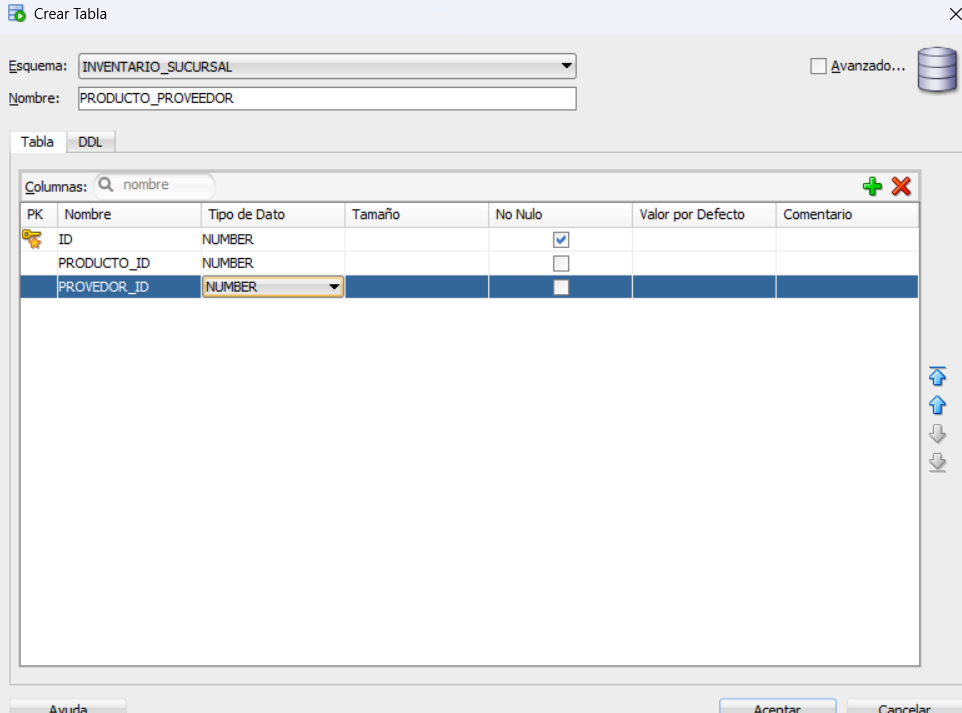 Crear Tabla
Esquema: INVENTARIO_SUCURSAL Avanzado...
Nombre: PRODUCTO_PROVEEDOR
Tabla DDL
Columnas: nombre
PK Nombre Tipo de Dato Tamaño No Nulo Valor por Defecto Comentario
ID NUMBER
PRODUCTO_ID NUMBER
PROVEDOR_ID NUMBER
Ayuda Aceptar Cancelar